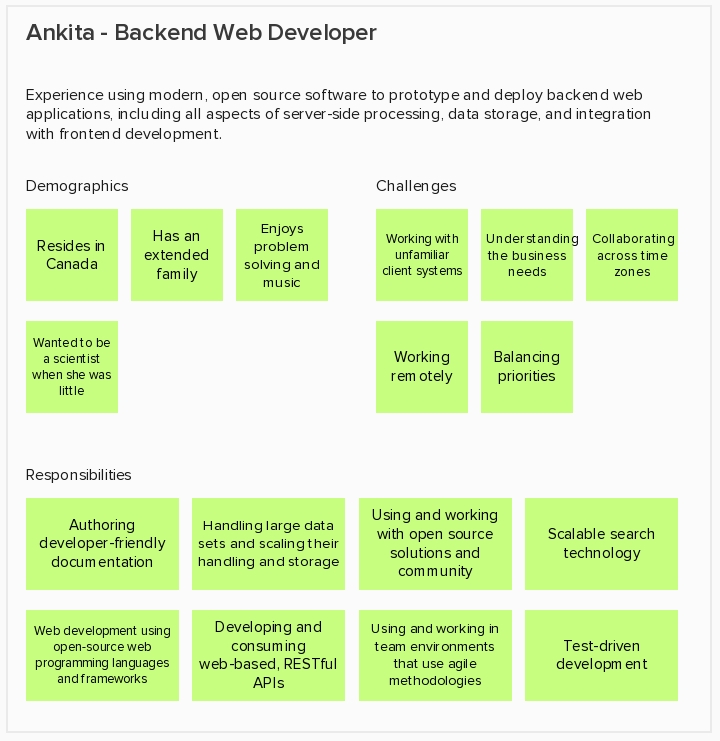 Ankita - Backend Web Developer
Experience using modern, open source software to prototype and deploy backend web
applications, including all aspects of server-side processing, data storage, and integration
with frontend development.
Demographics
Resides in
Canada
Has an
extended
family
Enjoys
problem
solving and
music
Wanted to be
a scientist
when she was
little
Challenges
Working with
unfamiliar
client systems
Understanding
the business
needs
Collaborating
across time
zones
Working
remotely
Balancing
priorities
Responsibilities
Authoring
developer-friendly
documentation
Handling large data
sets and scaling their
handling and storage
Using and working
with open source
solutions and
community
Scalable search
technology
Web development using
open-source web
programming languages
and frameworks
Developing and
consuming
web-based, RESTful
APIs
Using and working in
team environments
that use agile
methodologies
Test-driven
development